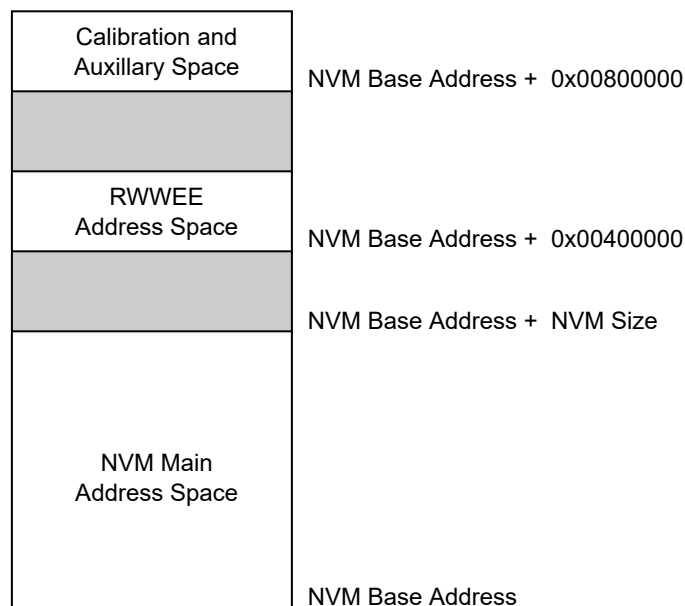 Calibration and
Auxillary Space
NVM Base Address + 0x00800000
RWWEE
Address Space
NVM Base Address + 0x00400000
NVM Base Address + NVM Size
NVM Main
Address Space
NVM Base Address